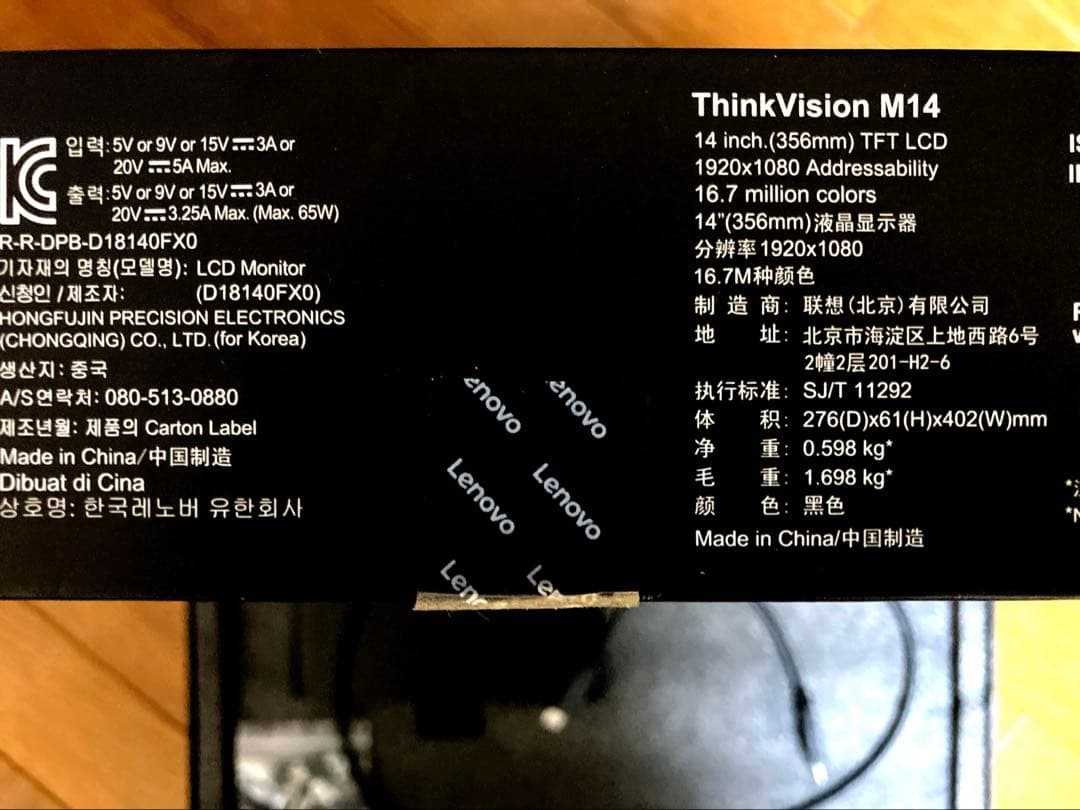 입력: 5V or 9V or 15V⎓3A or
20V⎓5A Max.
출력: 5V or 9V or 15V⎓3A or
20V⎓3.25A Max. (Max. 65W)
R-R-DPB-D18140FX0
기자재의 명칭(모델명): LCD Monitor
신청인 /제조자: (D18140FX0)
HONGFUJIN PRECISION ELECTRONICS
(CHONGQING) CO., LTD. (for Korea)
생산지: 중국
A/S연락처: 080-513-0880
제조년월: 제품의 Carton Label
Made in China/中国制造
Dibuat di Cina
상호명: 한국레노버 유한회사
Lenovo
Lenovo
Lenovo
Lenovo
ThinkVision M14
14 inch.(356mm) TFT LCD
1920x1080 Addressability
16.7 million colors
14"(356mm)液晶显示器
分辨率1920x1080
16.7M种颜色
制造商: 联想(北京)有限公司
地址: 北京市海淀区上地西路6号
2幢2层201-H2-6
执行标准: SJ/T 11292
体积: 276(D)x61(H)x402(W)mm
净重: 0.598 kg*
毛重: 1.698 kg*
颜色: 黑色
Made in China/中国制造